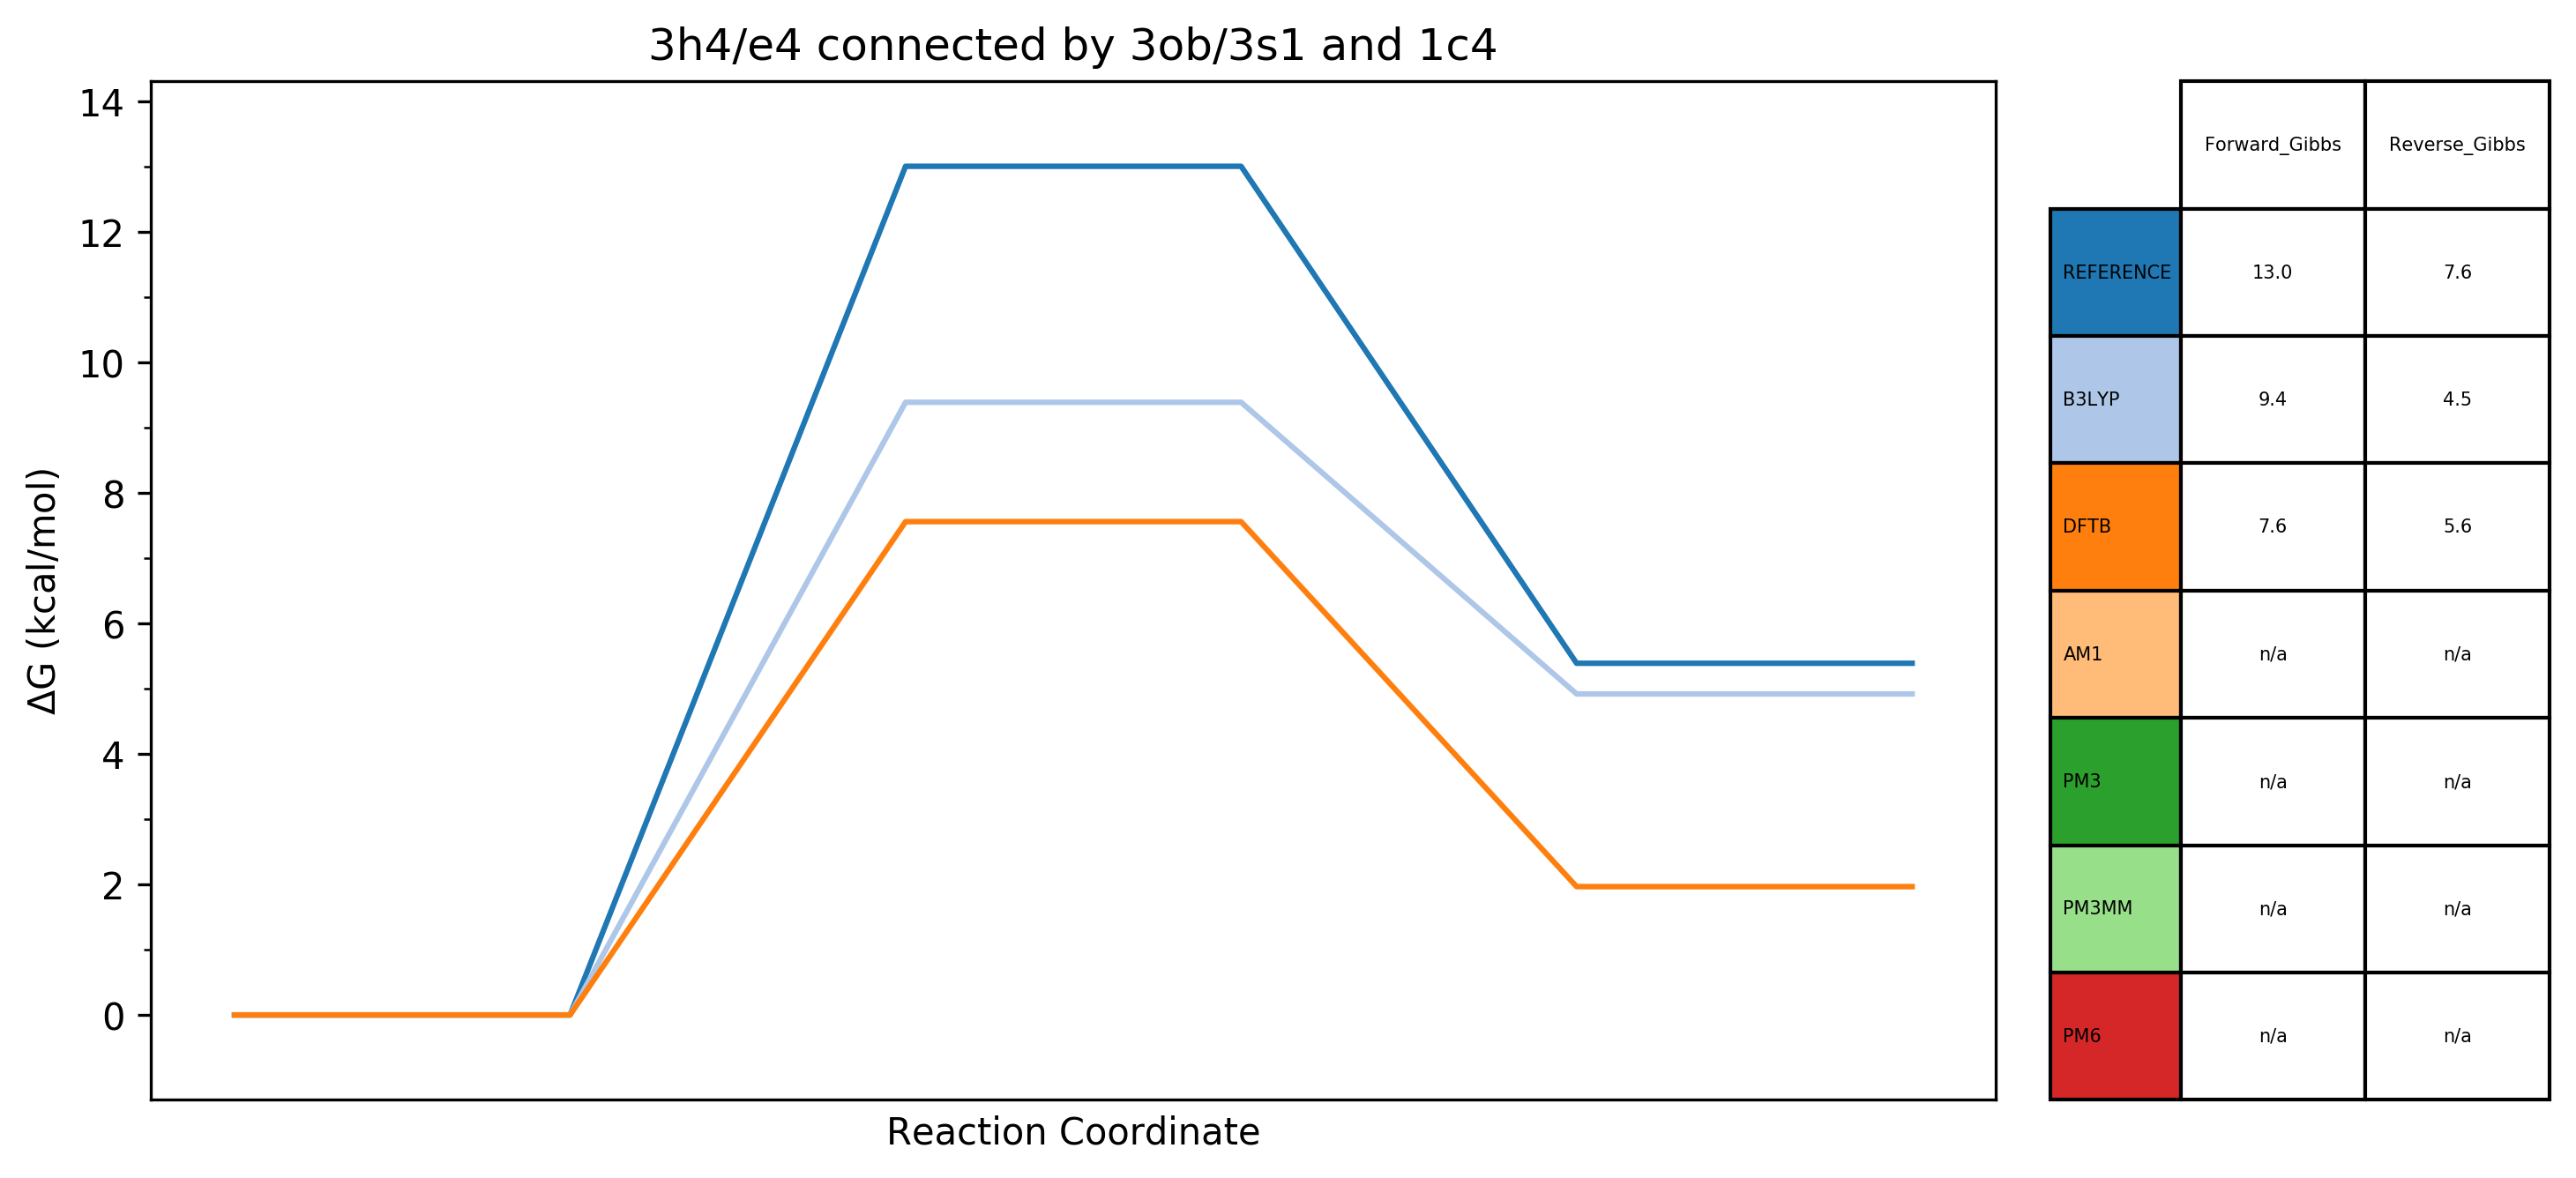 3h4/e4 connected by 3ob/3s1 and 1c4
14
12
10
8
6
4
2
0
ΔG (kcal/mol)
Reaction Coordinate
Forward_Gibbs Reverse_Gibbs
REFERENCE 13.0 7.6
B3LYP 9.4 4.5
DFTB 7.6 5.6
AM1 n/a n/a
PM3 n/a n/a
PM3MM n/a n/a
PM6 n/a n/a